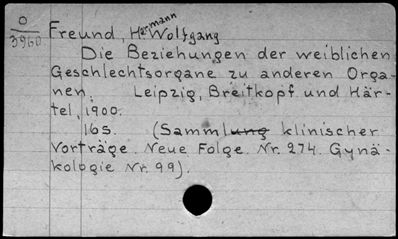 0
3960
Freund, Hermann Wolfgang
Die Beziehungen der weiblichen
Geschlechtsorgane zu anderen Orga-
nen. Leipzig, Breitkopf und Här-
tel, 1900.
16S. (Sammlung klinischer
Vorträge. Neue Folge. Nr. 274. Gynä-
kologie Nr. 99).